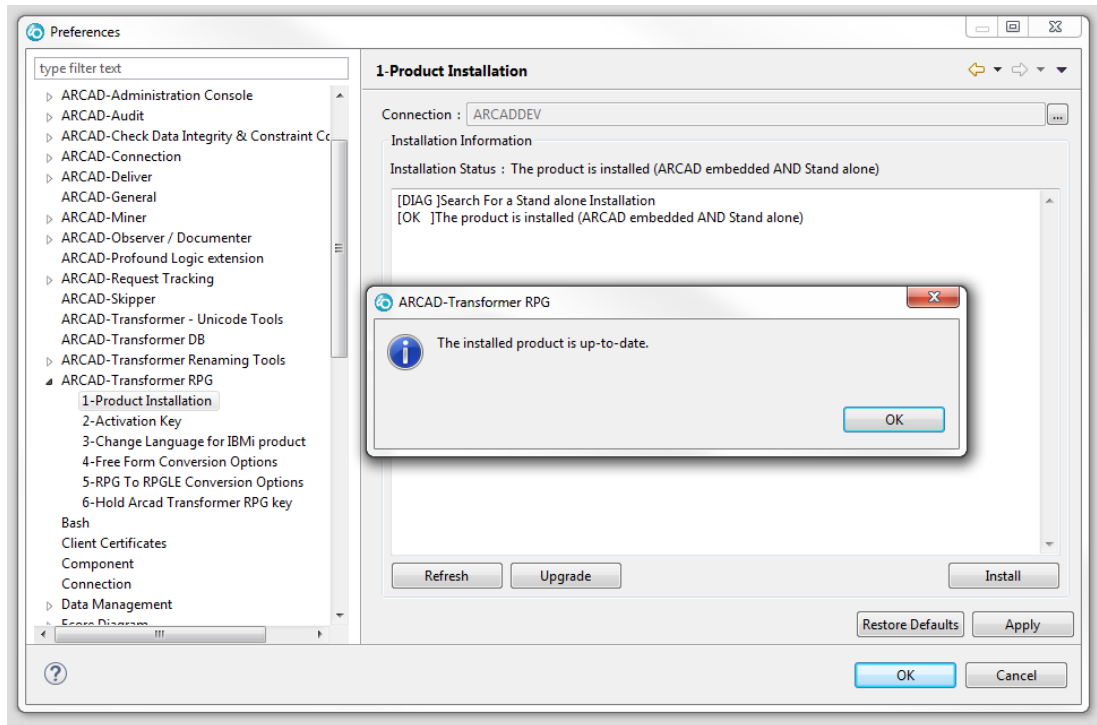 Preferences
type filter text
ARCAD-Administration Console
ARCAD-Audit
ARCAD-Check Data Integrity & Constraint Cc
ARCAD-Connection
ARCAD-Deliver
ARCAD-General
ARCAD-Miner
ARCAD-Observer / Documenter
ARCAD-Profound Logic extension
ARCAD-Request Tracking
ARCAD-Skipper
ARCAD-Transformer - Unicode Tools
ARCAD-Transformer DB
ARCAD-Transformer Renaming Tools
ARCAD-Transformer RPG
1-Product Installation
2-Activation Key
3-Change Language for IBMi product
4-Free Form Conversion Options
5-RPG To RPGLE Conversion Options
6-Hold Arcad Transformer RPG key
Bash
Client Certificates
Component
Connection
Data Management
Ecore Diagram
1-Product Installation
Connection : ARCADDEV ...
Installation Information
Installation Status : The product is installed (ARCAD embedded AND Stand alone)
[DIAG ]Search For a Stand alone Installation
[OK ]The product is installed (ARCAD embedded AND Stand alone)
ARCAD-Transformer RPG
The installed product is up-to-date.
OK
Refresh Upgrade Install
Restore Defaults Apply
? OK Cancel